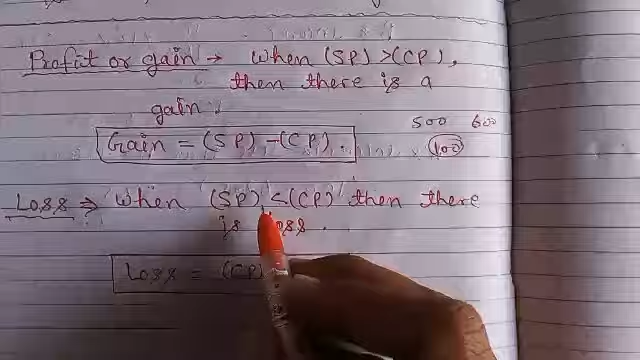 Profit or gain → When (SP) > (CP),
then there is a
gain.
500 600
Gain = (SP) - (CP).
100
Loss ⇒ When (SP) < (CP) then there
is loss.
Loss = (CP)